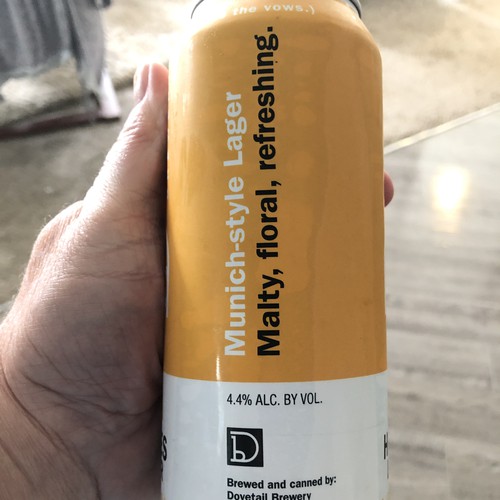 the vows.)
Munich-style Lager
Malty, floral, refreshing.
4.4% ALC. BY VOL.
Brewed and canned by:
Dovetail Brewery